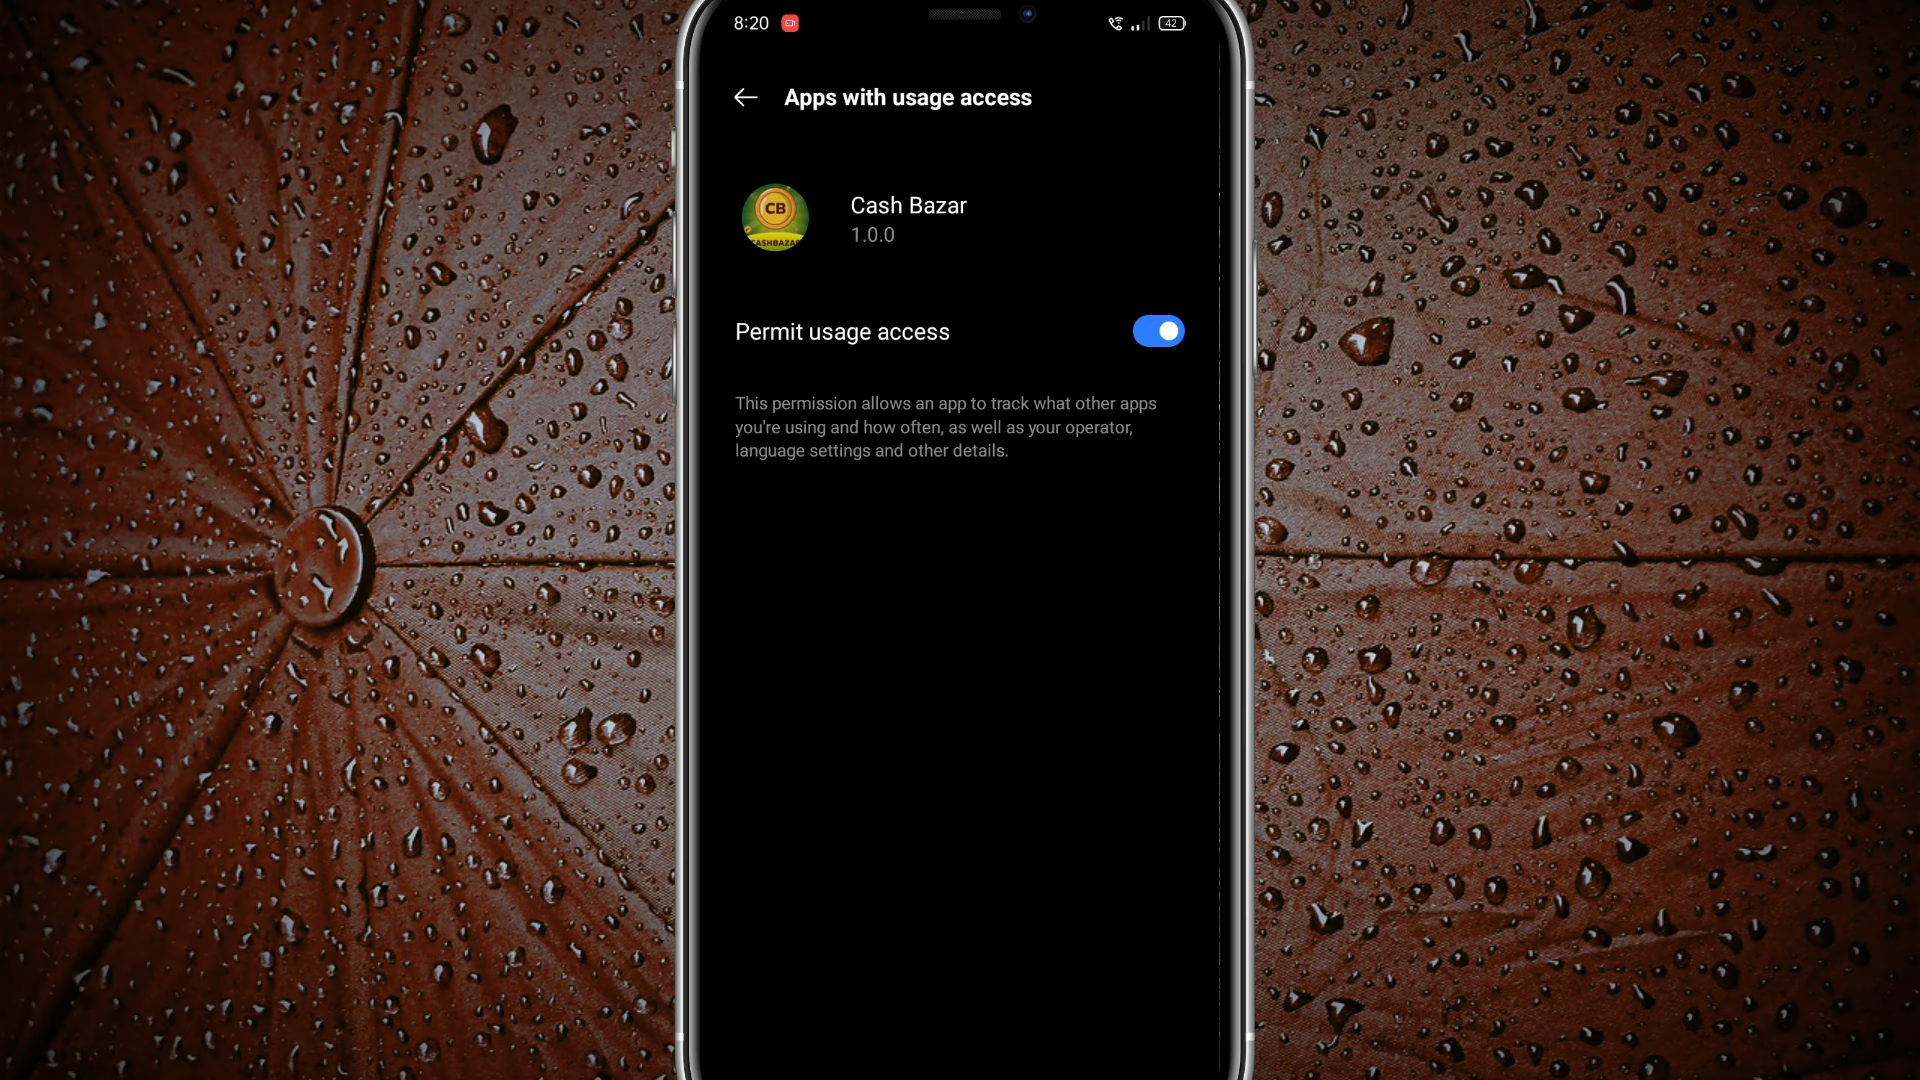 8:20
42
Apps with usage access
CB
CASHBAZAR
Cash Bazar
1.0.0
Permit usage access
This permission allows an app to track what other apps
you're using and how often, as well as your operator,
language settings and other details.